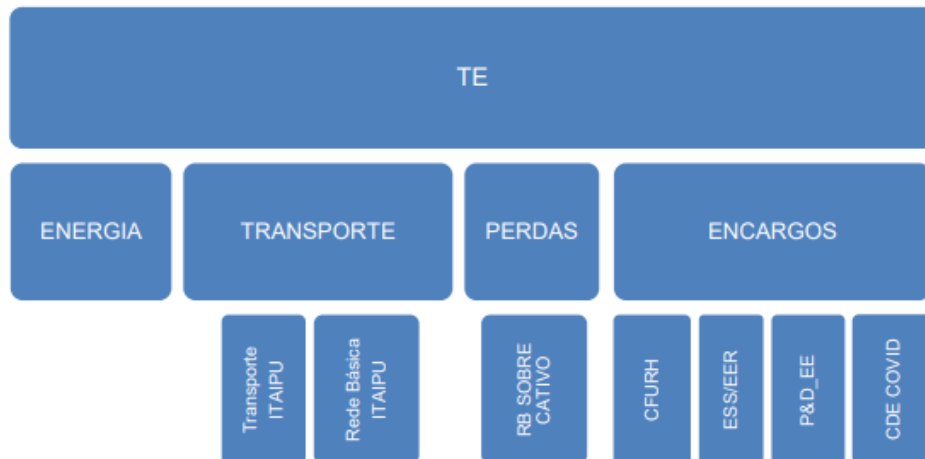 TE
ENERGIA
TRANSPORTE
PERDAS
ENCARGOS
Transporte
ITAIPU
Rede Básica
ITAIPU
RB SOBRE
CATIVO
CFURH
ESS/EER
P&D_EE
CDE COVID